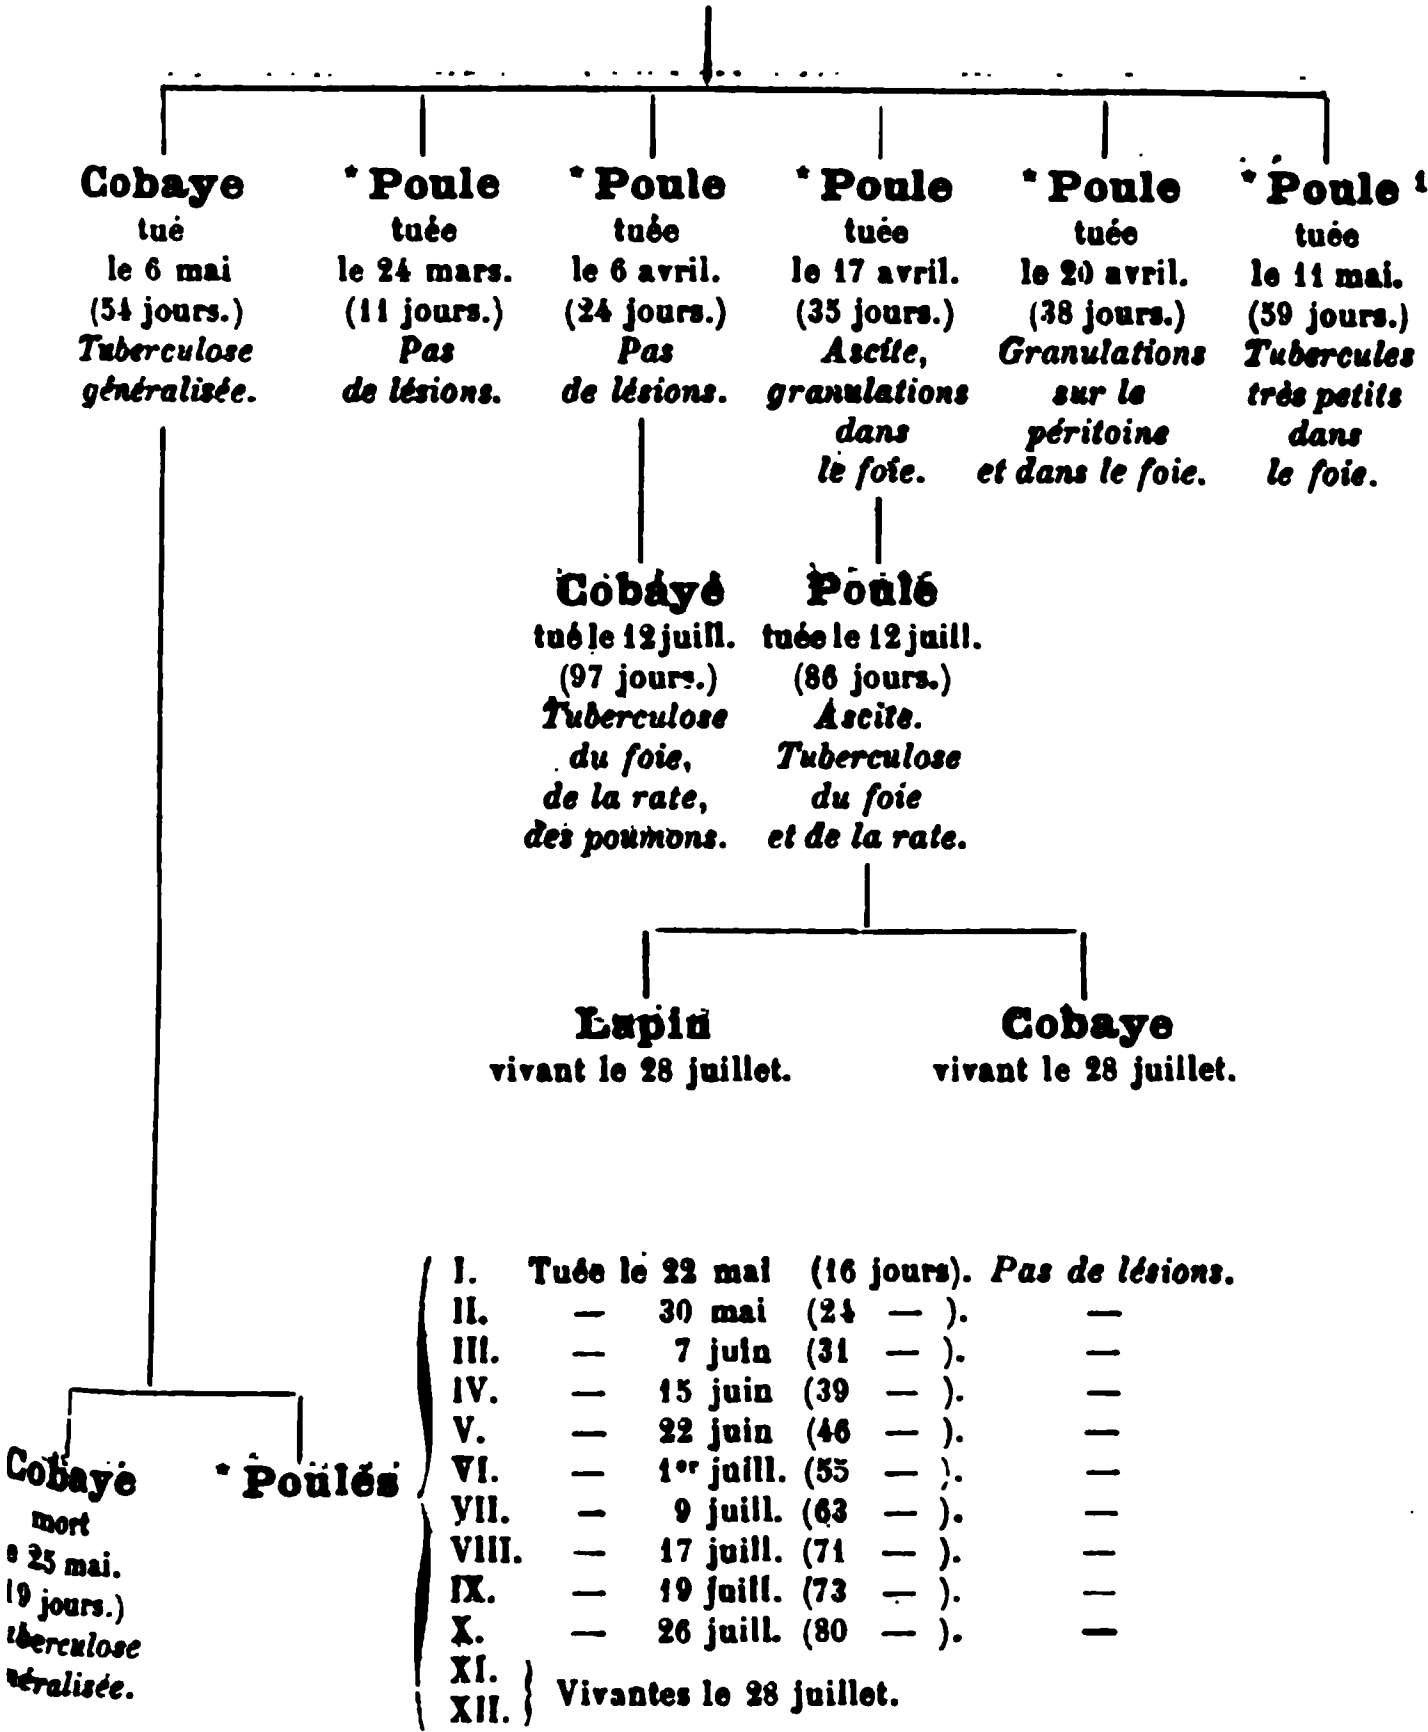 Cobaye
tué
le 6 mai
(54 jours.)
Tuberculose
généralisée.
* Poule
tuée
le 24 mars.
(11 jours.)
Pas
de lésions.
* Poule
tuée
le 6 avril.
(24 jours.)
Pas
de lésions.
* Poule
tuée
le 17 avril.
(35 jours.)
Ascite,
granulations
dans
le foie.
* Poule
tuée
le 20 avril.
(38 jours.)
Granulations
sur le
péritoine
et dans le foie.
* Poule 1
tuée
le 11 mai.
(59 jours.)
Tubercules
très petits
dans
le foie.
Cobaye
tué le 12 juill.
(97 jours.)
Tuberculose
du foie,
de la rate,
des poumons.
Poule
tuée le 12 juill.
(86 jours.)
Ascite.
Tuberculose
du foie
et de la rate.
Lapin
vivant le 28 juillet.
Cobaye
vivant le 28 juillet.
Cobaye
mort
e 25 mai.
19 jours.)
uberculose
néralisée.
* Poules
I. Tuée le 22 mai (16 jours). Pas de lésions.
II. — 30 mai (24 — ). —
III. — 7 juin (31 — ). —
IV. — 15 juin (39 — ). —
V. — 22 juin (46 — ). —
VI. — 1er juill. (55 — ). —
VII. — 9 juill. (63 — ). —
VIII. — 17 juill. (71 — ). —
IX. — 19 juill. (73 — ). —
X. — 26 juill. (80 — ). —
XI.
XII.
Vivantes le 28 juillet.